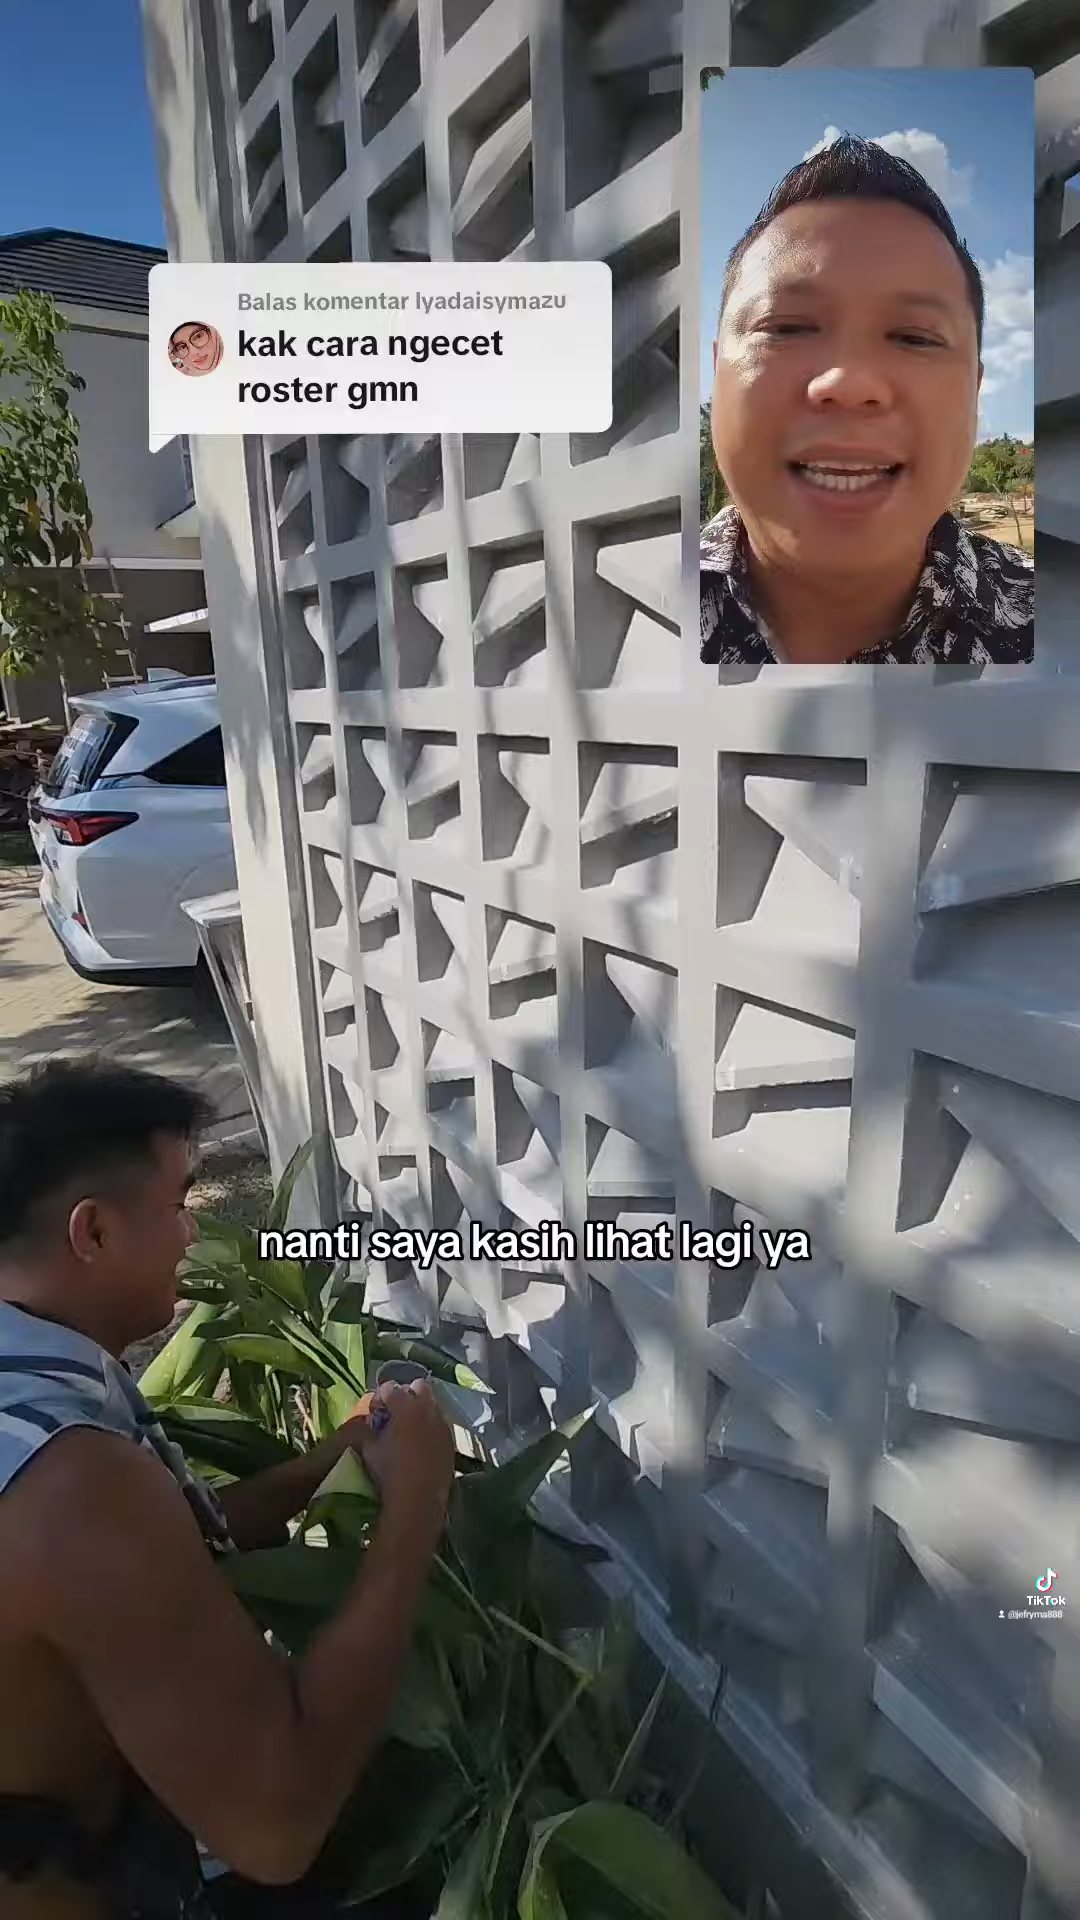 Balas komentar lyadaisymazu
kak cara ngecet
roster gmn
nanti saya kasih lihat lagi ya
TikTok
@jefryma888